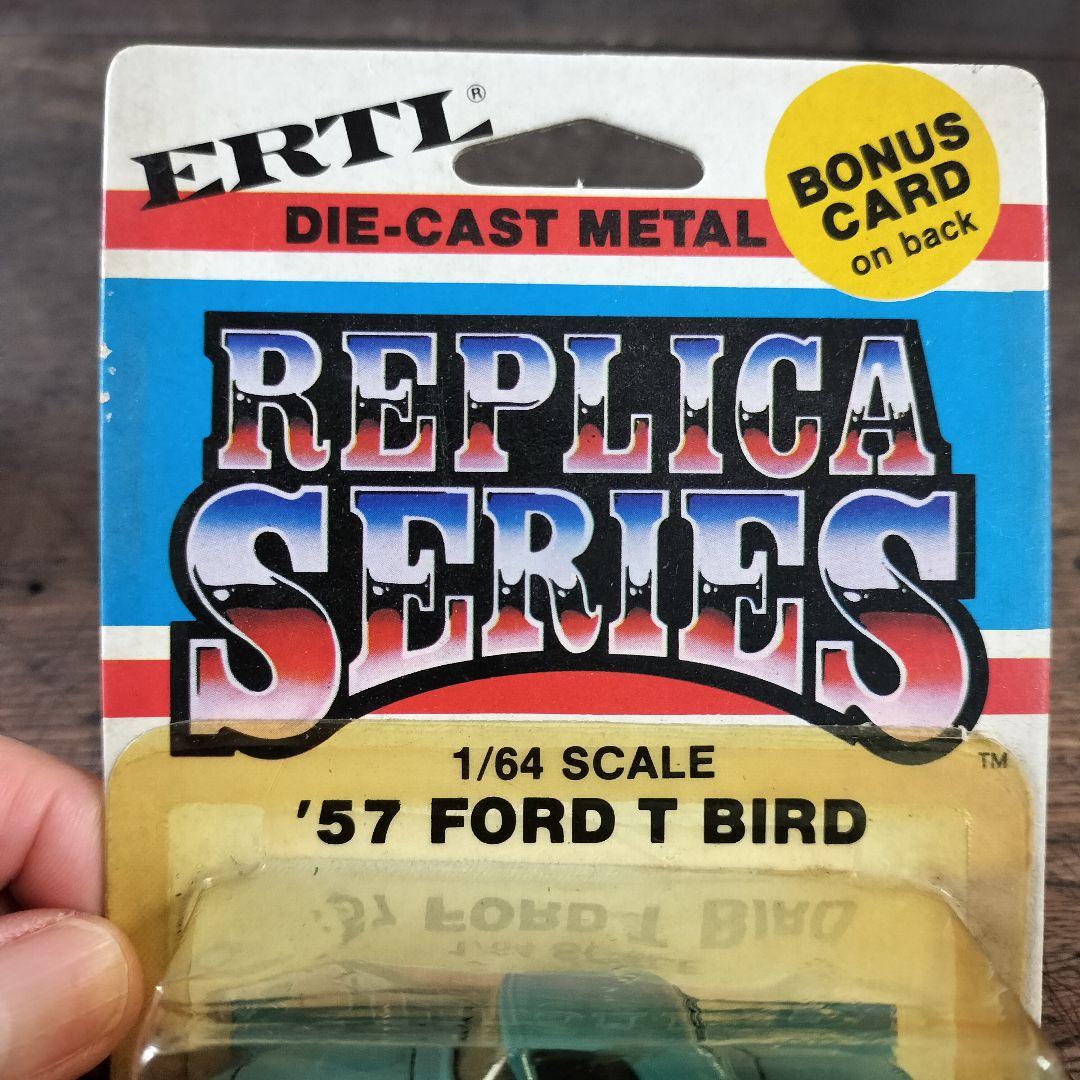 ERTL®
DIE-CAST METAL
BONUS
CARD
on back
REPLICA
SERIES
TM
1/64 SCALE
'57 FORD T BIRD